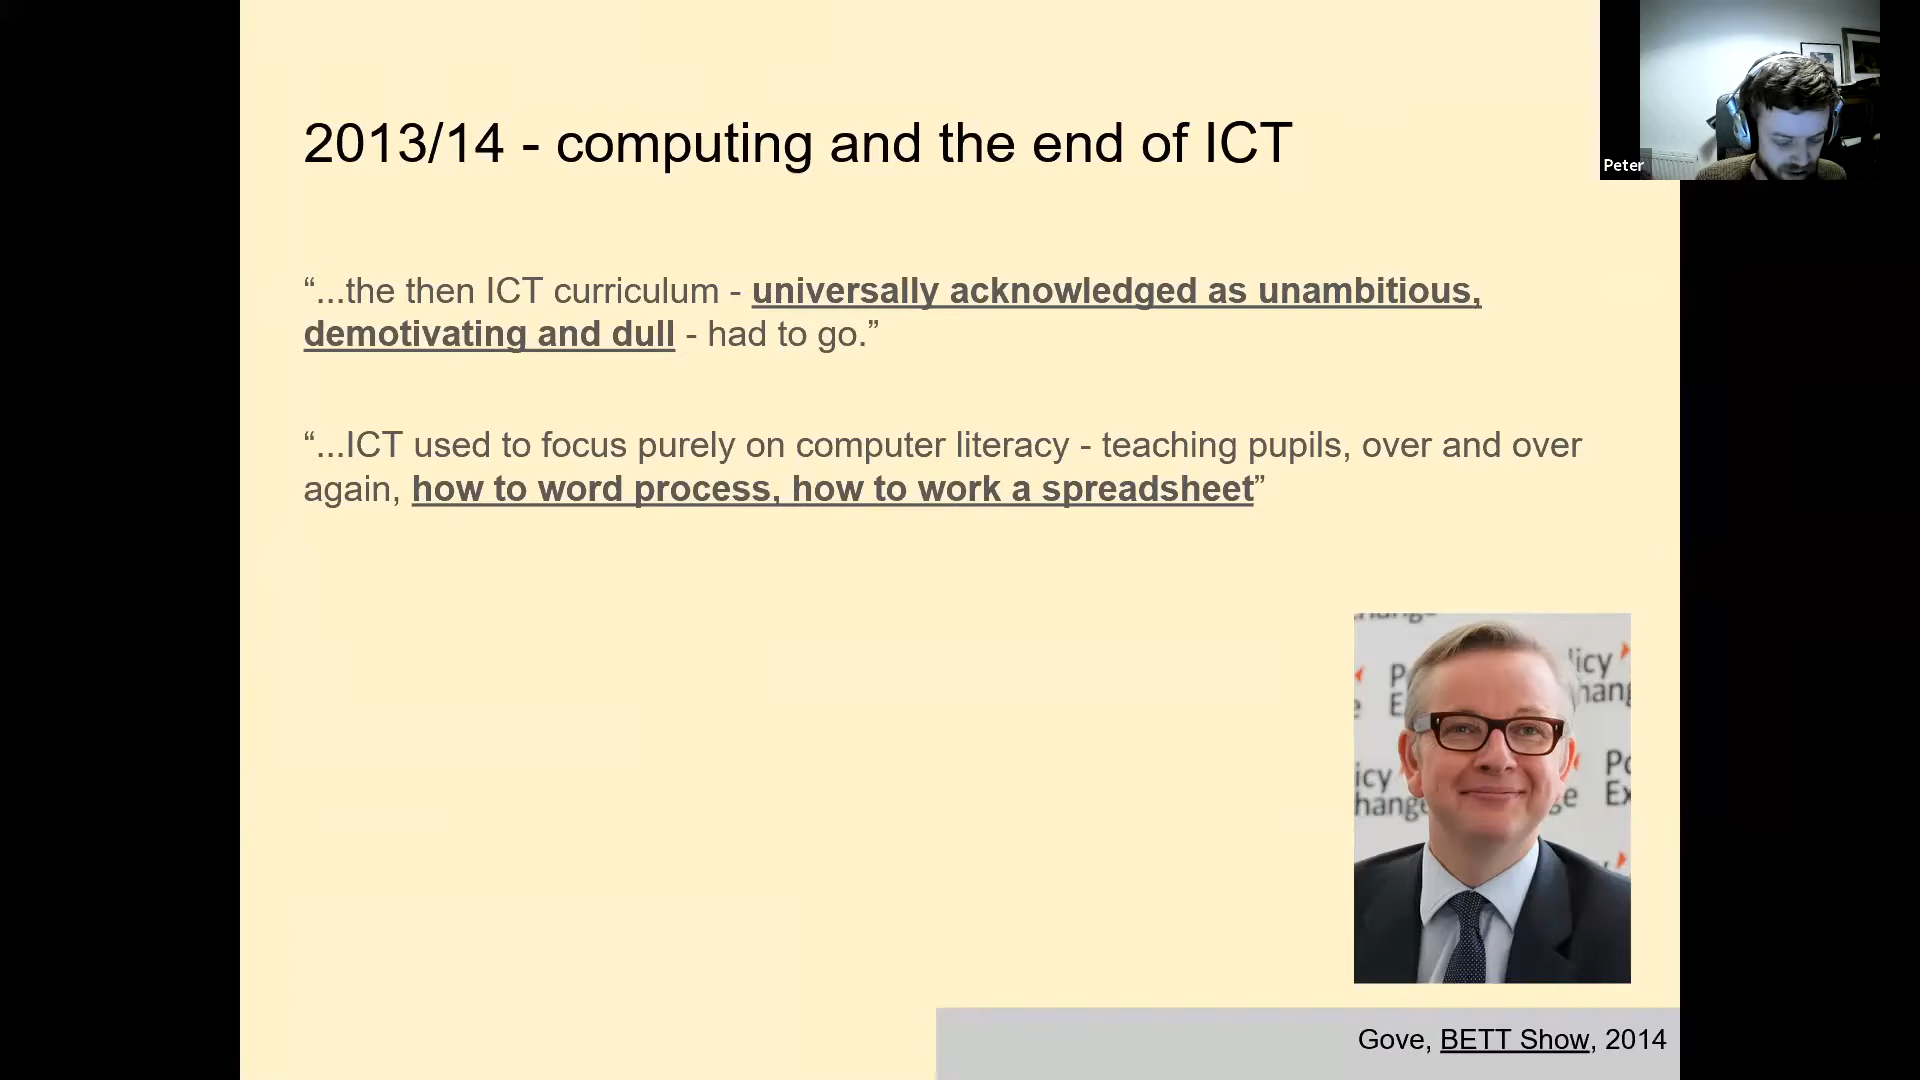 2013/14 - computing and the end of ICT
Peter
“...the then ICT curriculum - universally acknowledged as unambitious,
demotivating and dull - had to go.”
“...ICT used to focus purely on computer literacy - teaching pupils, over and over
again, how to word process, how to work a spreadsheet”
licy
Gove, BETT Show, 2014